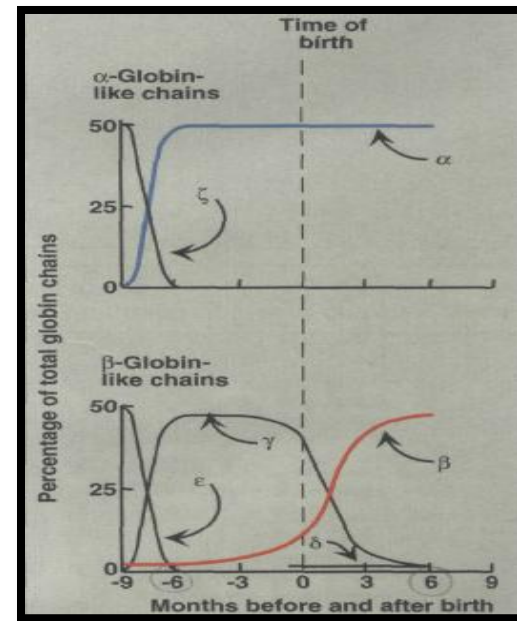 Time of
birth
α-Globin-
like chains
50
25
0
ζ
α
Percentage of total globin chains
β-Globin-
like chains
50
25
0
γ
β
ε
δ
-9
-6
-3
0
3
6
9
Months before and after birth